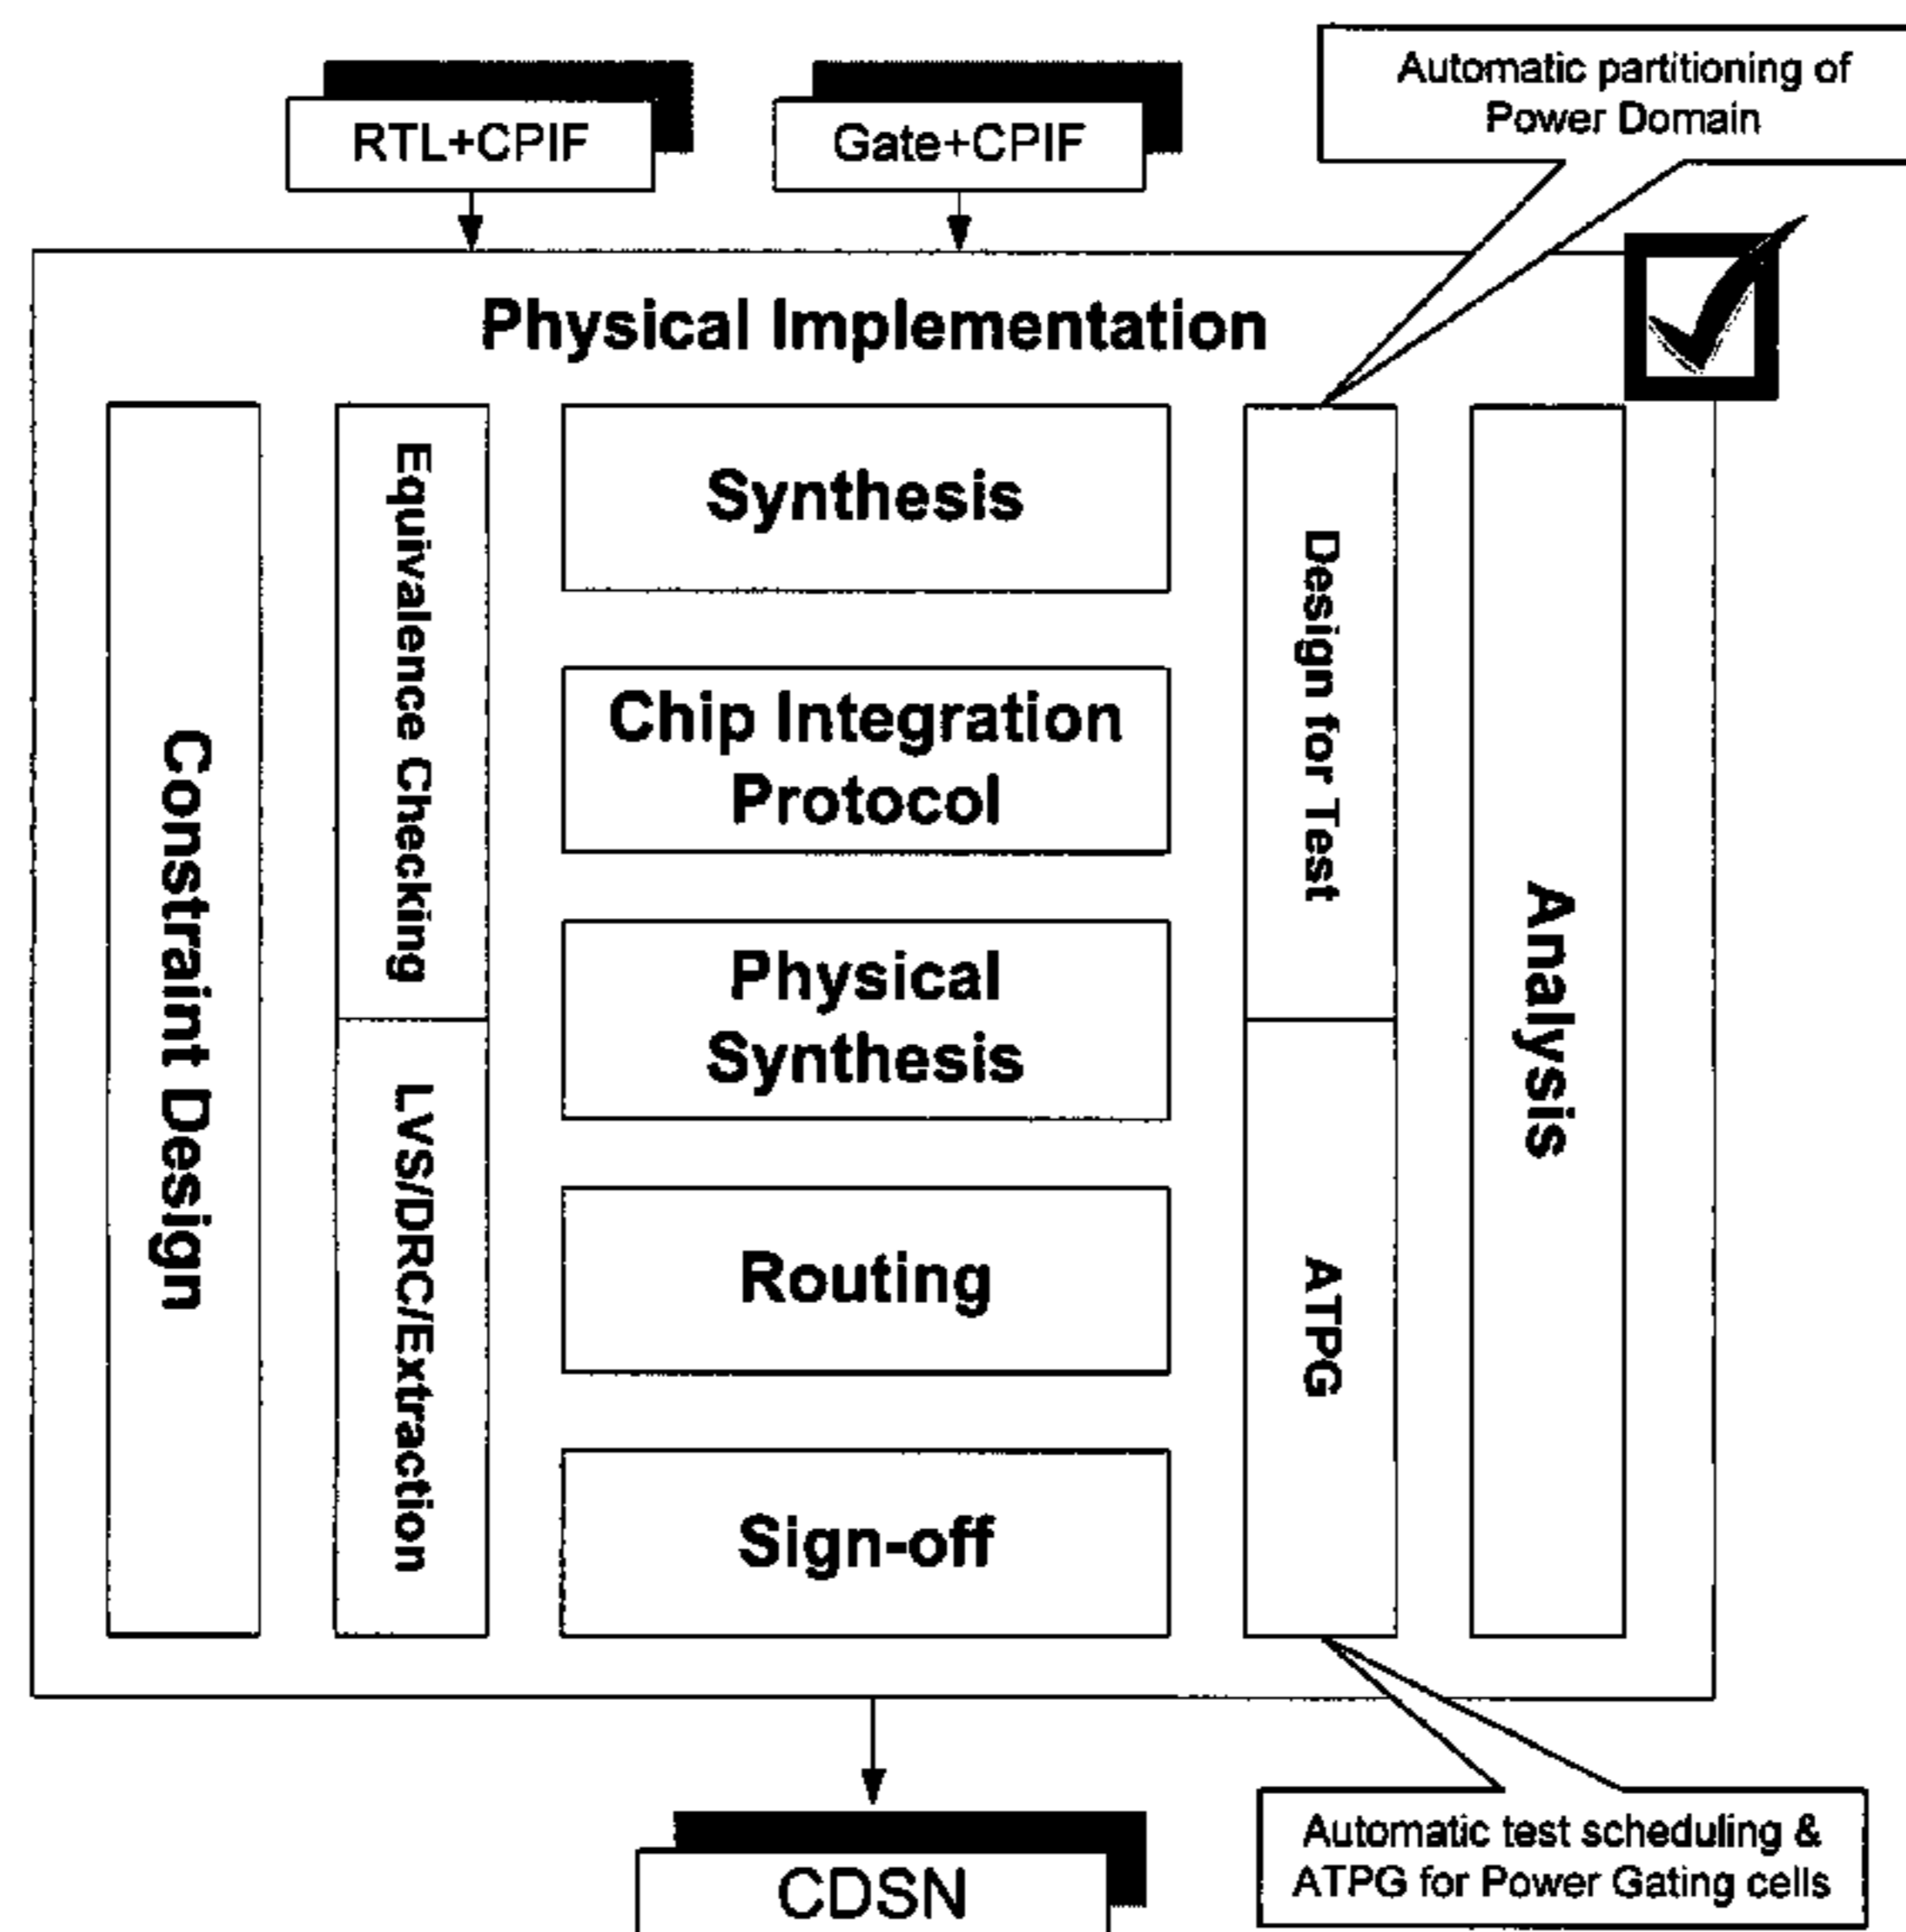 Automatic partitioning of
Power Domain
RTL+CPIF
Gate+CPIF
Physical Implementation
Constraint Design
Equivalence Checking
LVS/DRC/Extraction
Synthesis
Chip Integration
Protocol
Physical
Synthesis
Routing
Sign-off
Design for Test
ATPG
Analysis
CDSN
Automatic test scheduling &
ATPG for Power Gating cells